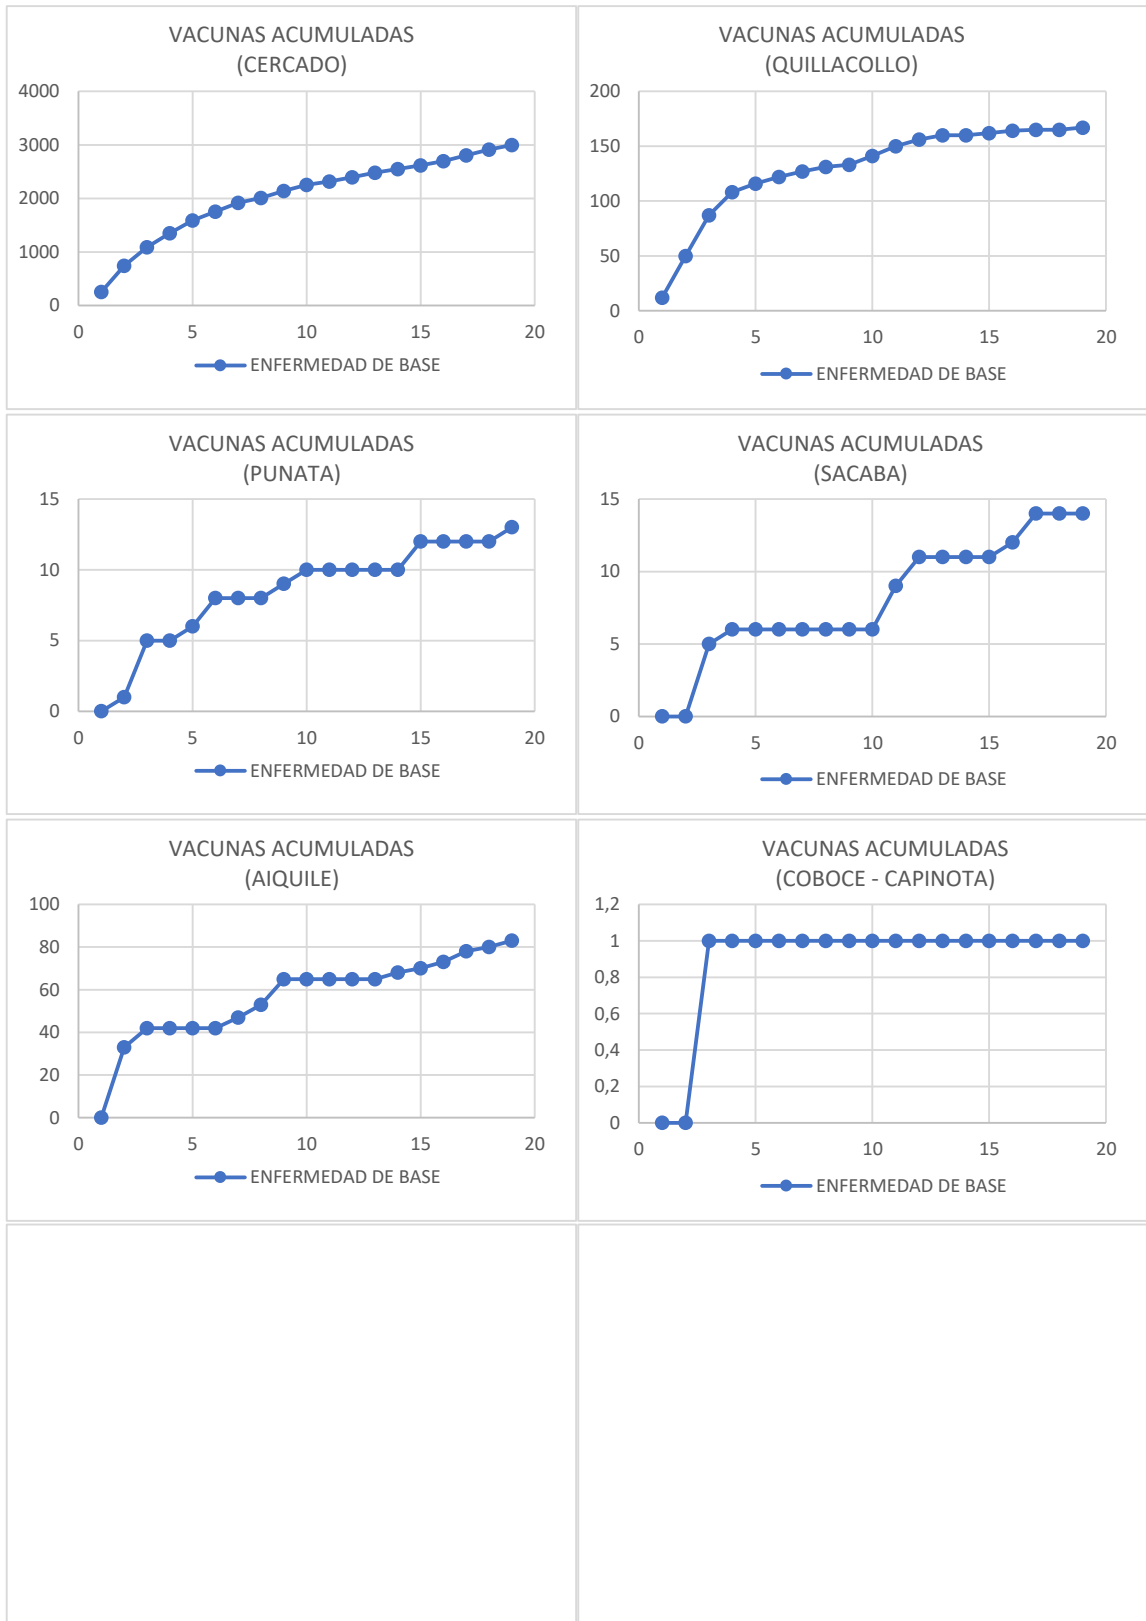 VACUNAS ACUMULADAS
(CERCADO)
4000
3000
2000
1000
0
0 5 10 15 20
ENFERMEDAD DE BASE
VACUNAS ACUMULADAS
(QUILLACOLLO)
200
150
100
50
0
0 5 10 15 20
ENFERMEDAD DE BASE
VACUNAS ACUMULADAS
(PUNATA)
15
10
5
0
0 5 10 15 20
ENFERMEDAD DE BASE
VACUNAS ACUMULADAS
(SACABA)
15
10
5
0
0 5 10 15 20
ENFERMEDAD DE BASE
VACUNAS ACUMULADAS
(AIQUILE)
100
80
60
40
20
0
0 5 10 15 20
ENFERMEDAD DE BASE
VACUNAS ACUMULADAS
(COBOCE - CAPINOTA)
1,2
1
0,8
0,6
0,4
0,2
0
0 5 10 15 20
ENFERMEDAD DE BASE